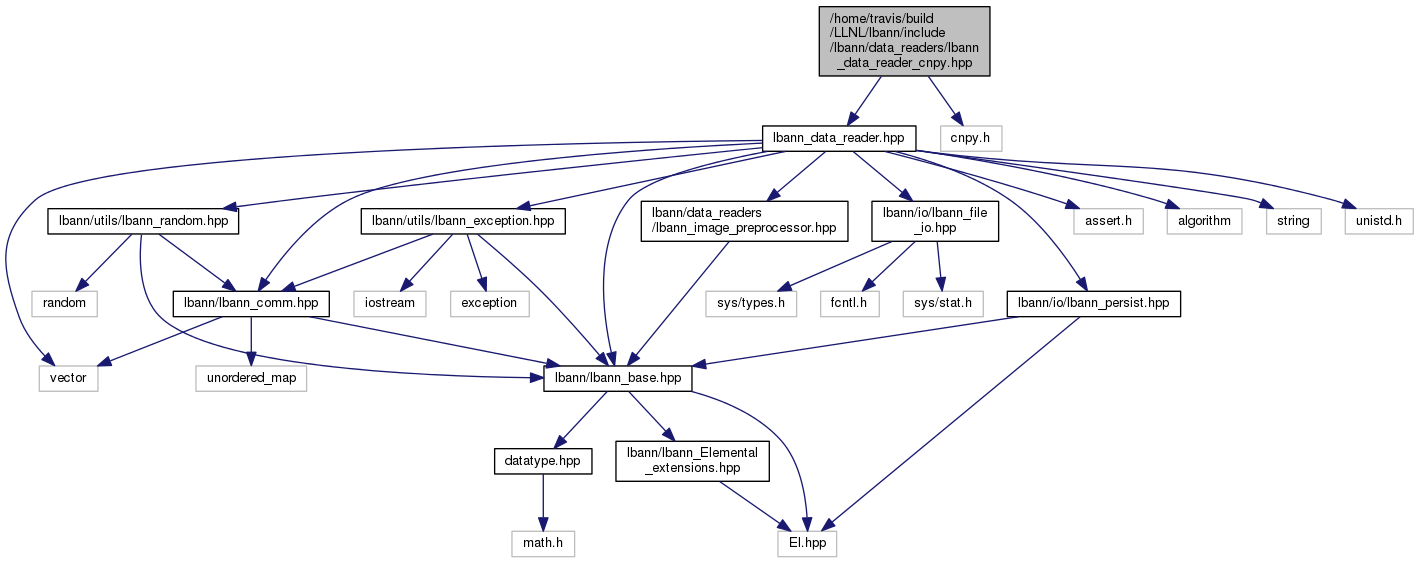 /home/travis/build
/LLNL/lbann/include
/lbann/data_readers/lbann
_data_reader_cnpy.hpp
lbann_data_reader.hpp
cnpy.h
lbann/utils/lbann_random.hpp
lbann/utils/lbann_exception.hpp
lbann/data_readers
/lbann_image_preprocessor.hpp
lbann/io/lbann_file
_io.hpp
assert.h
algorithm
string
unistd.h
random
lbann/lbann_comm.hpp
iostream
exception
sys/types.h
fcntl.h
sys/stat.h
lbann/io/lbann_persist.hpp
vector
unordered_map
lbann/lbann_base.hpp
datatype.hpp
lbann/lbann_Elemental
_extensions.hpp
math.h
El.hpp